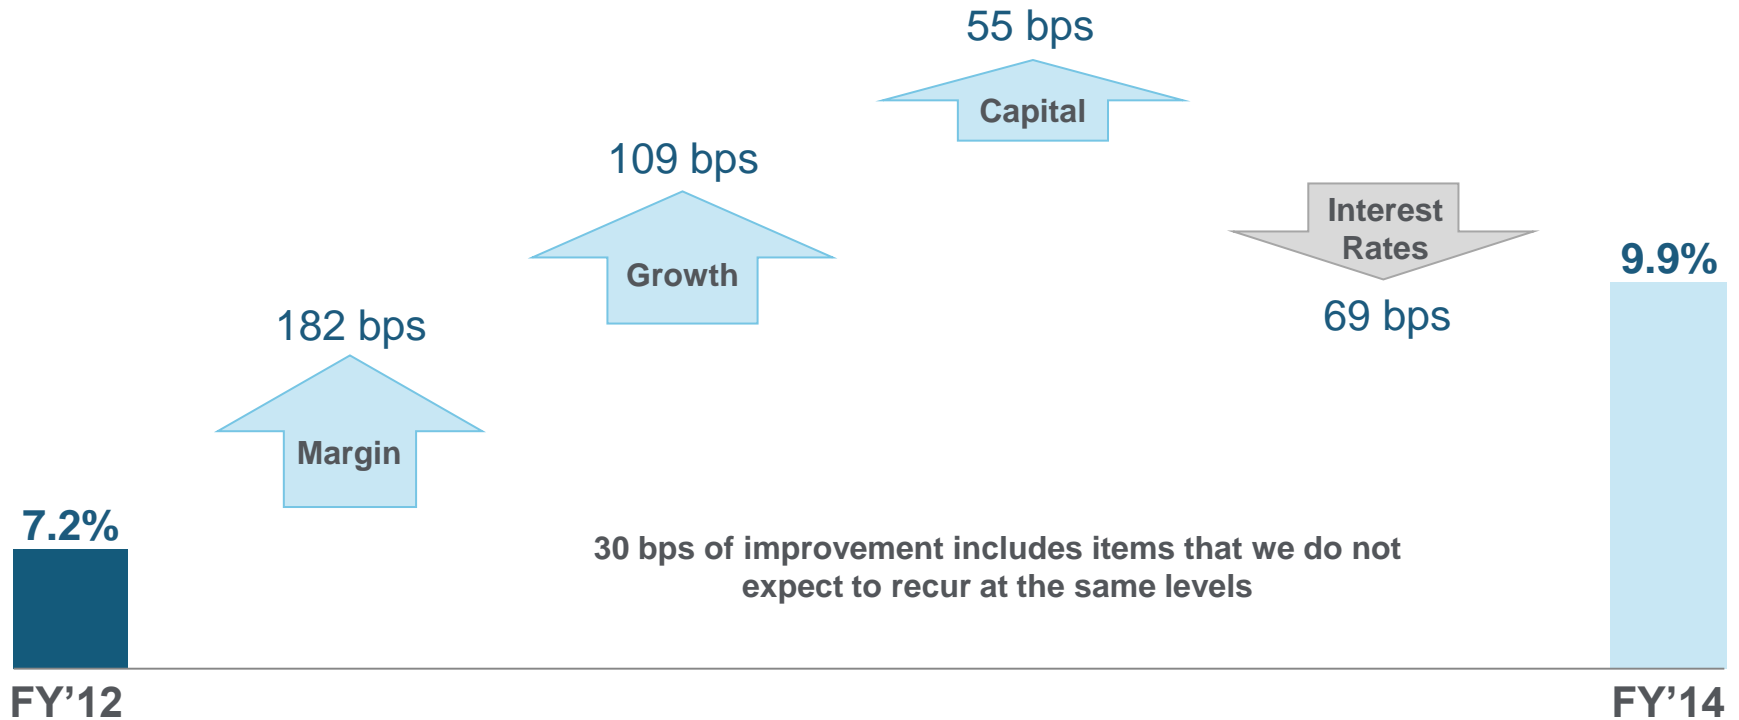 55 bps
Capital
109 bps
Growth
Interest
Rates
69 bps
9.9%
182 bps
Margin
7.2%
30 bps of improvement includes items that we do not
expect to recur at the same levels
FY’12
FY’14